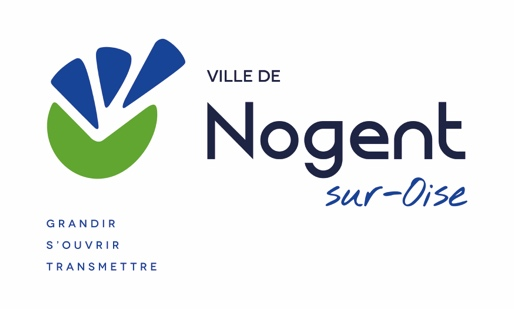 VILLE DE
Nogent
sur-Oise
GRANDIR
S'OUVRIR
TRANSMETTRE